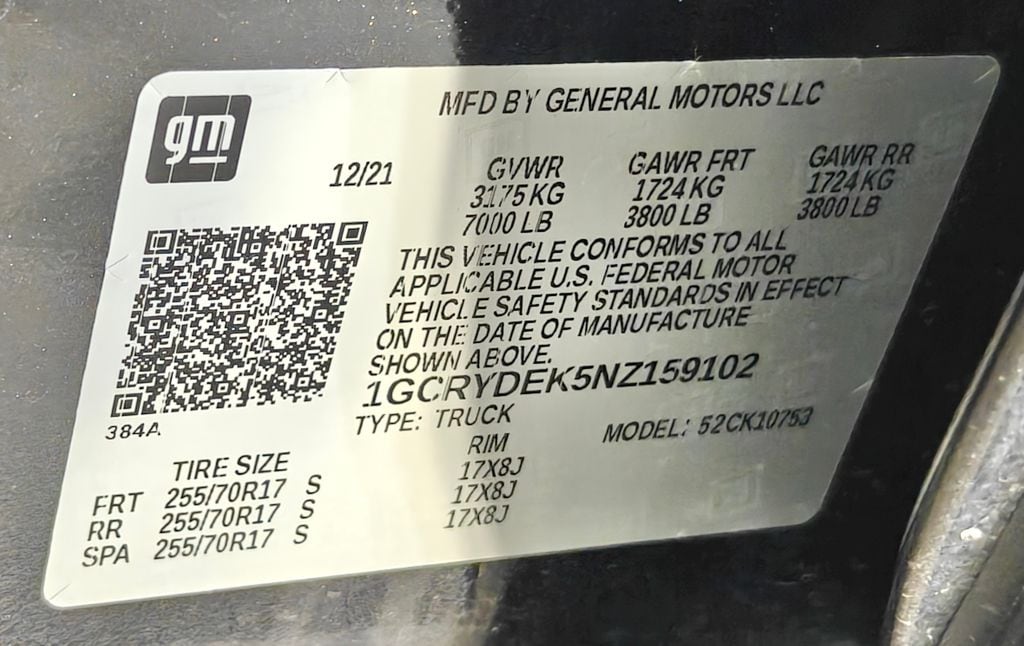 gm
MFD BY GENERAL MOTORS LLC
12/21 GVWR GAWR FRT GAWR RR
3175 KG 1724 KG 1724 KG
7000 LB 3800 LB 3800 LB
THIS VEHICLE CONFORMS TO ALL
APPLICABLE U.S. FEDERAL MOTOR
VEHICLE SAFETY STANDARDS IN EFFECT
ON THE DATE OF MANUFACTURE
SHOWN ABOVE.
1GCRYDEK5NZ159102
384A
TYPE: TRUCK MODEL: 52CK10753
TIRE SIZE RIM
FRT 255/70R17 S 17X8J
RR 255/70R17 S 17X8J
SPA 255/70R17 S 17X8J